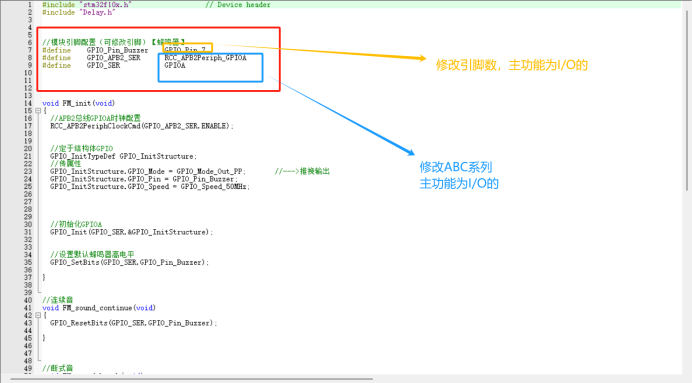 1 #include "stm32f10x.h" // Device header
2 #include "Delay.h"
3
4
5
6 //模块引脚配置（可修改引脚）【蜂鸣器】
7 #define GPIO_Pin_Buzzer GPIO_Pin_7
8 #define GPIO_APB2_SER RCC_APB2Periph_GPIOA
9 #define GPIO_SER GPIOA
10
11
12
13
14 void FM_init(void)
15 {
16 //APB2总线GPIOA时钟配置
17 RCC_APB2PeriphClockCmd(GPIO_APB2_SER,ENABLE);
18
19
20 //定于结构体GPIO
21 GPIO_InitTypeDef GPIO_InitStructure;
22 //传属性
23 GPIO_InitStructure.GPIO_Mode = GPIO_Mode_Out_PP; //--->推挽输出
24 GPIO_InitStructure.GPIO_Pin = GPIO_Pin_Buzzer;
25 GPIO_InitStructure.GPIO_Speed = GPIO_Speed_50MHz;
26
27
28
29
30 //初始化GPIOA
31 GPIO_Init(GPIO_SER,&GPIO_InitStructure);
32
33
34 //设置默认蜂鸣器高电平
35 GPIO_SetBits(GPIO_SER,GPIO_Pin_Buzzer);
36
37 }
38
39
40 //连续音
41 void FM_sound_continue(void)
42 {
43 GPIO_ResetBits(GPIO_SER,GPIO_Pin_Buzzer);
44
45 }
46
47
48
49 //断式音
修改引脚数，主功能为I/O的
修改ABC系列
主功能为I/O的